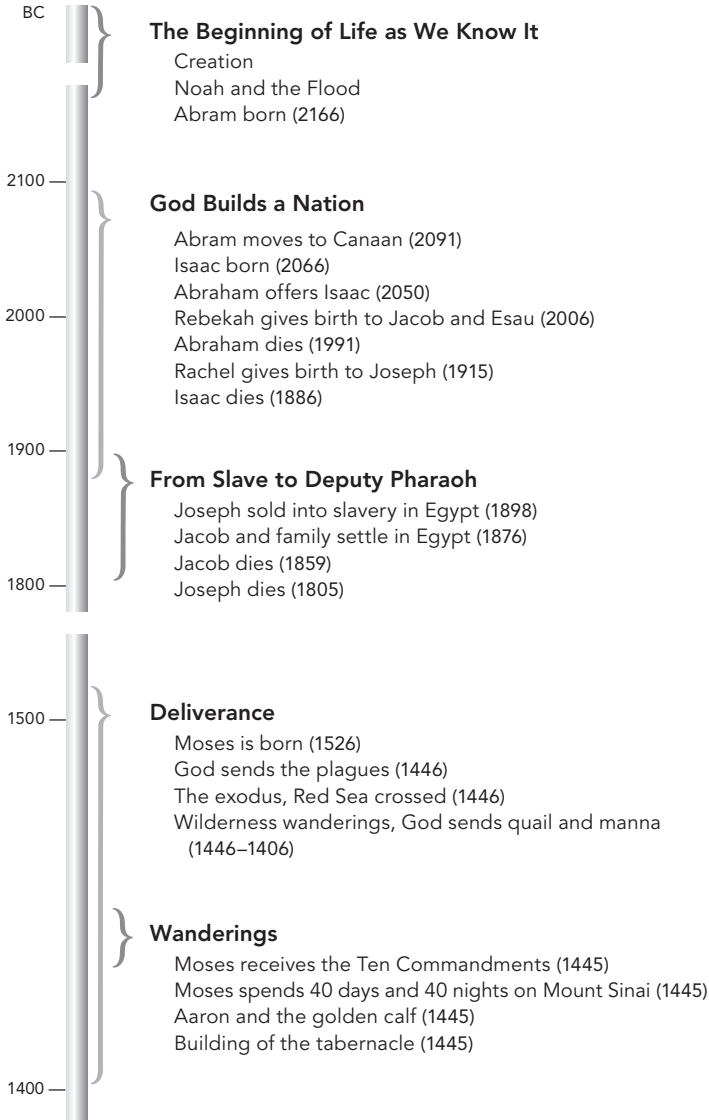 BC
The Beginning of Life as We Know It
Creation
Noah and the Flood
Abram born (2166)
2100
God Builds a Nation
Abram moves to Canaan (2091)
Isaac born (2066)
Abraham offers Isaac (2050)
2000
Rebekah gives birth to Jacob and Esau (2006)
Abraham dies (1991)
Rachel gives birth to Joseph (1915)
Isaac dies (1886)
1900
From Slave to Deputy Pharaoh
Joseph sold into slavery in Egypt (1898)
Jacob and family settle in Egypt (1876)
Jacob dies (1859)
1800
Joseph dies (1805)
1500
Deliverance
Moses is born (1526)
God sends the plagues (1446)
The exodus, Red Sea crossed (1446)
Wilderness wanderings, God sends quail and manna
(1446–1406)
Wanderings
Moses receives the Ten Commandments (1445)
Moses spends 40 days and 40 nights on Mount Sinai (1445)
Aaron and the golden calf (1445)
Building of the tabernacle (1445)
1400